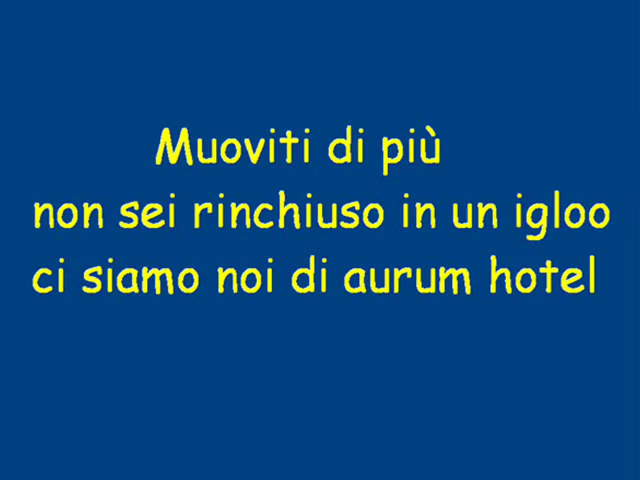 Muoviti di più
non sei rinchiuso in un igloo
ci siamo noi di aurum hotel